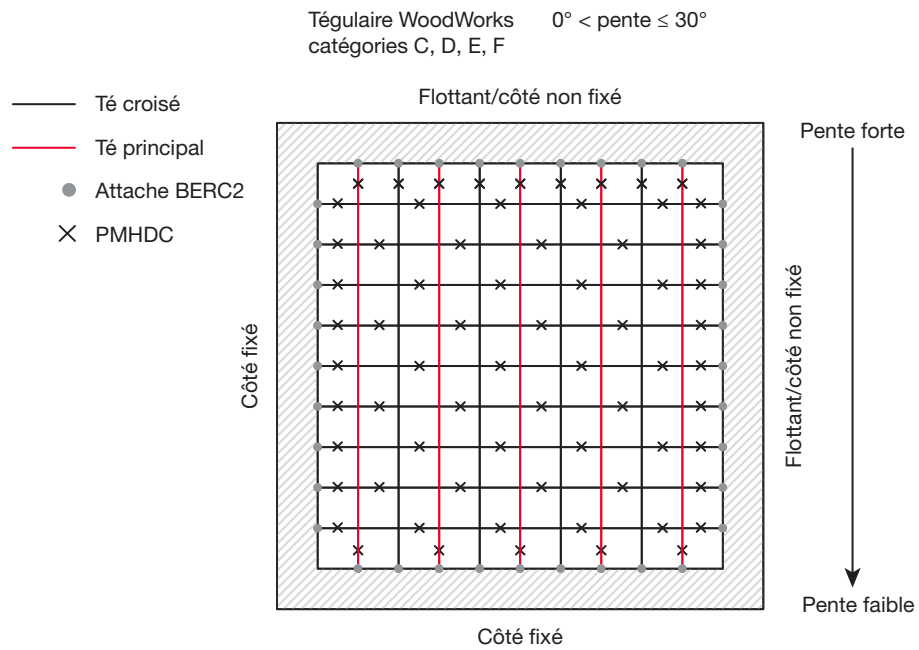 Tégulaire WoodWorks 0° < pente ≤ 30°
catégories C, D, E, F
Té croisé
Té principal
Attache BERC2
PMHDC
Flottant/côté non fixé
Pente forte
Côté fixé
Flottant/côté non fixé
Pente faible
Côté fixé